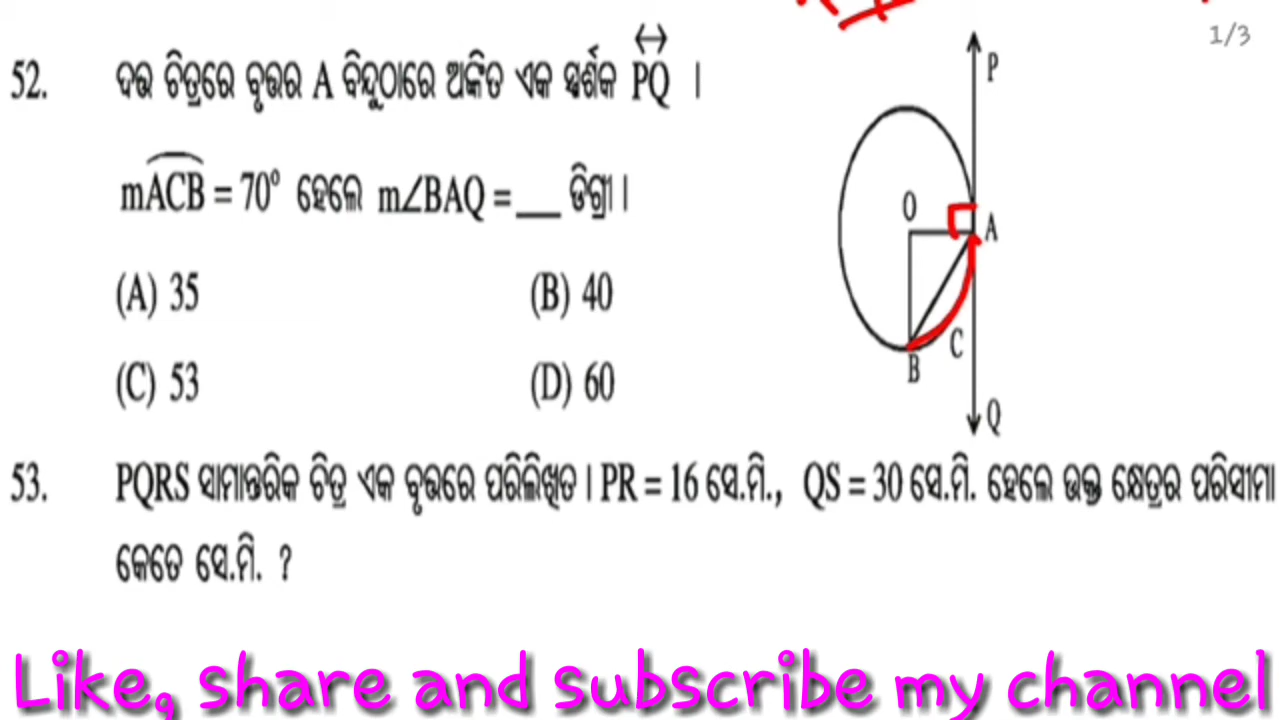 1/3
52. ଦତ୍ତ ଚିତ୍ରରେ ବୃତ୍ତର A ବିନ୍ଦୁଠାରେ ଅଙ୍କିତ ଏକ ସ୍ପର୍ଶକ PQ ।
mACB = 70° ହେଲେ m∠BAQ = ___ ଡିଗ୍ରୀ ।
(A) 35 (B) 40
(C) 53 (D) 60
P
O
A
C
B
Q
53. PQRS ସାମାନ୍ତରିକ ଚିତ୍ର ଏକ ବୃତ୍ତରେ ପରିଲିଖିତ । PR = 16 ସେ.ମି., QS = 30 ସେ.ମି. ହେଲେ ଉକ୍ତ କ୍ଷେତ୍ରର ପରିସୀମା
କେତେ ସେ.ମି. ?
Like, share and subscribe my channel